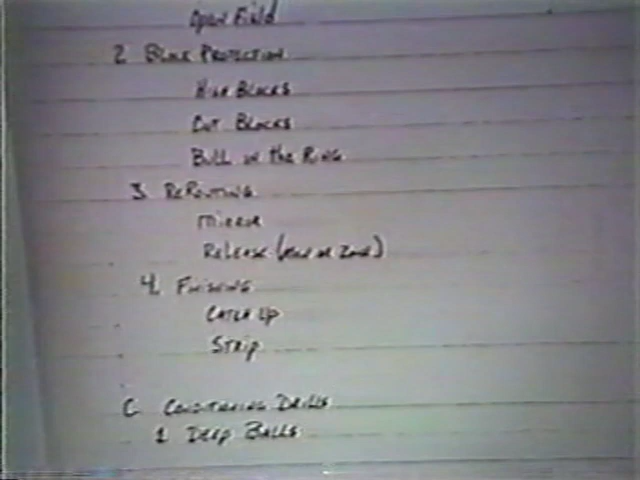 Open Field
2 Block Protection
High Blocks
Cut Blocks
Bull in the Ring
3. ReRouting
Mirror
Release (Man or Zone)
4. Finishing
Catch Up
Strip
C Conditioning Drills
1 Deep Balls